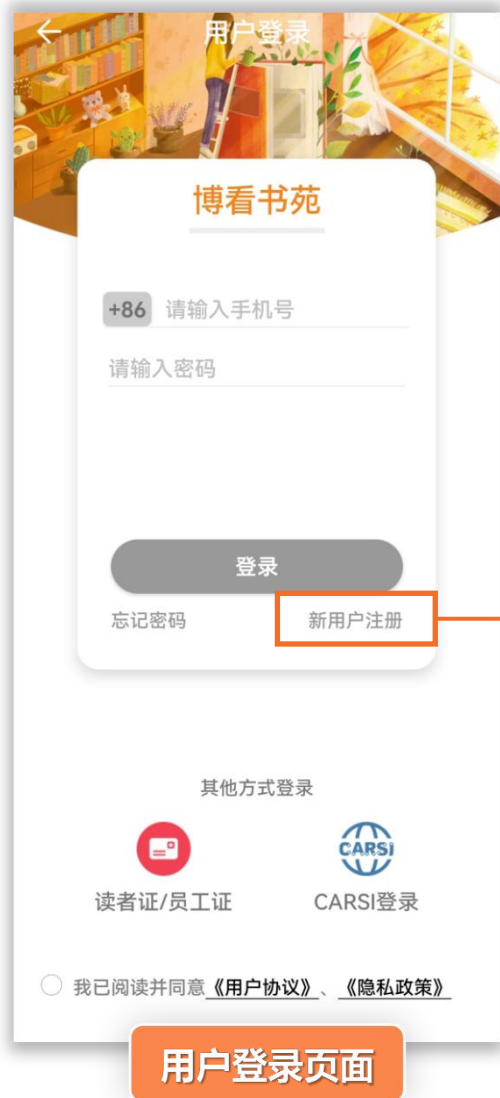 用户登录
博看书苑
+86 请输入手机号
请输入密码
登录
忘记密码 新用户注册
其他方式登录
CARSI
读者证/员工证 CARSI登录
我已阅读并同意《用户协议》、《隐私政策》
用户登录页面